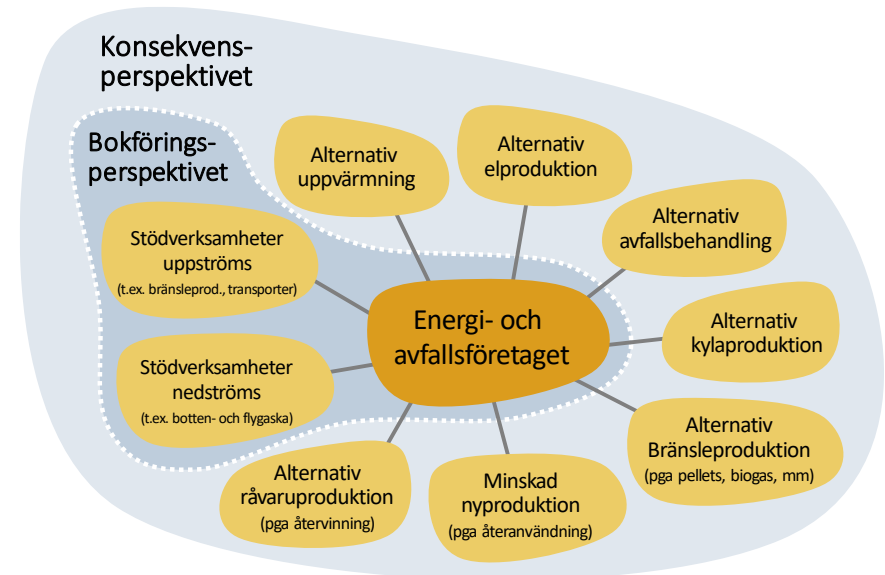 Konsekvens-
perspektivet
Bokförings-
perspektivet
Alternativ
uppvärmning
Alternativ
elproduktion
Alternativ
avfallsbehandling
Stödverksamheter
uppströms
(t.ex. bränsleprod., transporter)
Energi- och
avfallsföretaget
Alternativ
kylaproduktion
Stödverksamheter
nedströms
(t.ex. botten- och flygaska)
Alternativ
Bränsleproduktion
(pga pellets, biogas, mm)
Alternativ
råvaruproduktion
(pga återvinning)
Minskad
nyproduktion
(pga återanvändning)